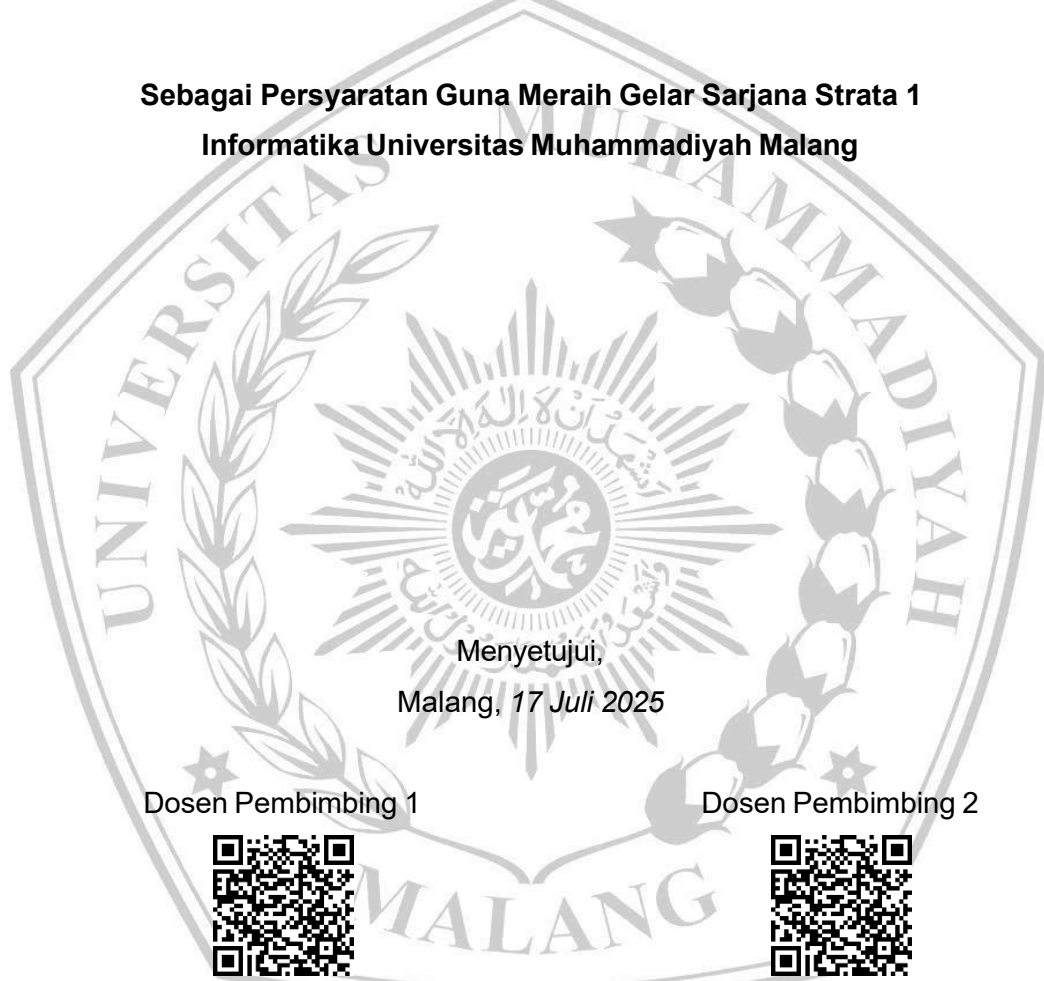 Sebagai Persyaratan Guna Meraih Gelar Sarjana Strata 1
Informatika Universitas Muhammadiyah Malang
UNIVERSITAS MUHAMMADIYAH
Menyetujui,
Malang, 17 Juli 2025
Dosen Pembimbing 1 Dosen Pembimbing 2
MALANG